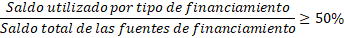 Saldo utilizado por tipo de financiamiento
Saldo total de las fuentes de financiamiento ≥ 50%